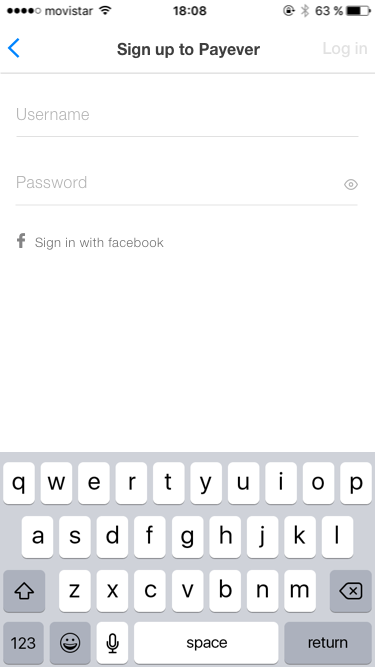 movistar 18:08 63 %
Sign up to Payever Log in
Username
Password
f Sign in with facebook
q w e r t y u i o p
a s d f g h j k l
z x c v b n m
123 space return